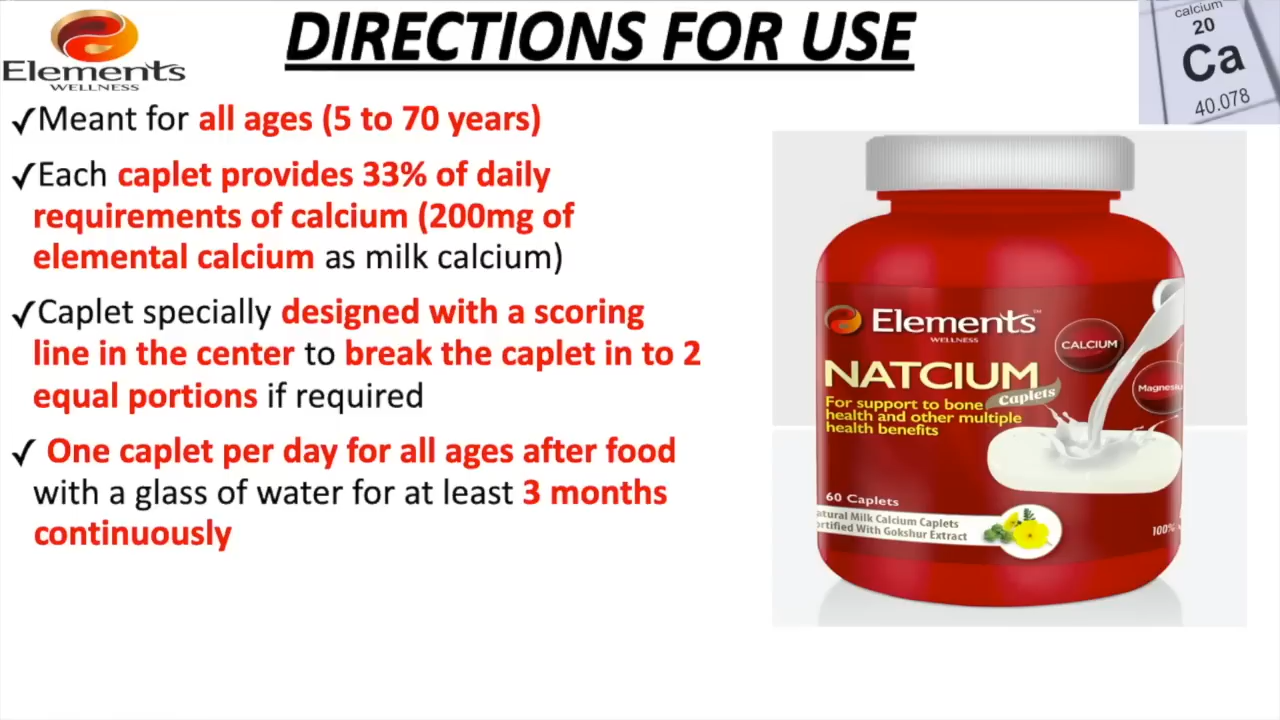 Elements
WELLNESS
DIRECTIONS FOR USE
calcium
20
Ca
40.078
✓Meant for all ages (5 to 70 years)
✓Each caplet provides 33% of daily
requirements of calcium (200mg of
elemental calcium as milk calcium)
✓Caplet specially designed with a scoring
line in the center to break the caplet in to 2
equal portions if required
✓ One caplet per day for all ages after food
with a glass of water for at least 3 months
continuously
Elements™
WELLNESS
CALCIUM
Magnesiu
NATCIUM
Caplets
For support to bone
health and other multiple
health benefits
60 Caplets
atural Milk Calcium Caplets
ortified With Gokshur Extract
100%